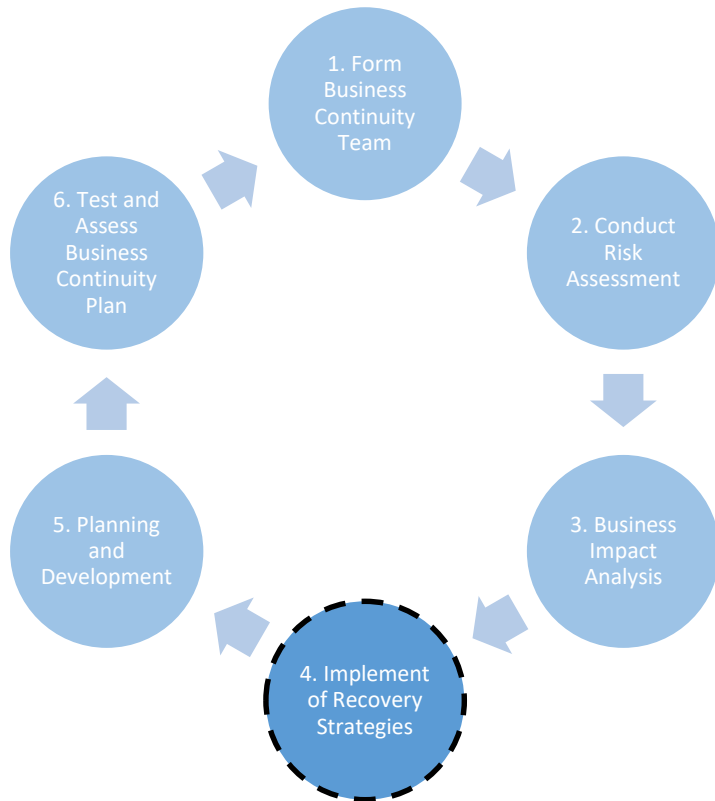 1. Form
Business
Continuity
Team
2. Conduct
Risk
Assessment
3. Business
Impact
Analysis
4. Implement
of Recovery
Strategies
5. Planning
and
Development
6. Test and
Assess
Business
Continuity
Plan